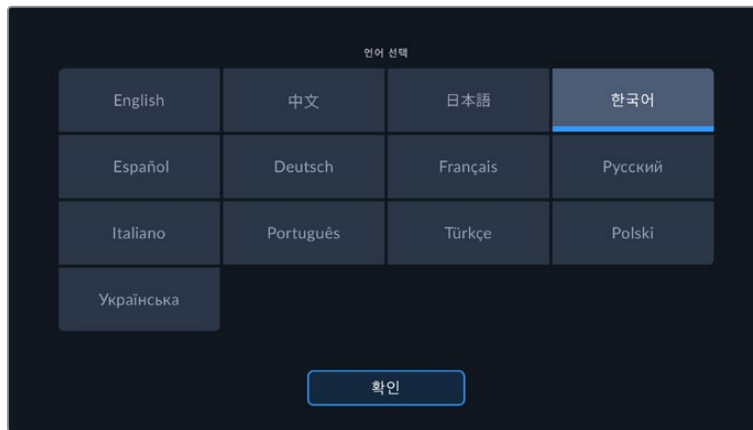 언어 선택
English 中文 日本語 한국어
Español Deutsch Français Русский
Italiano Português Türkçe Polski
Українська
확인